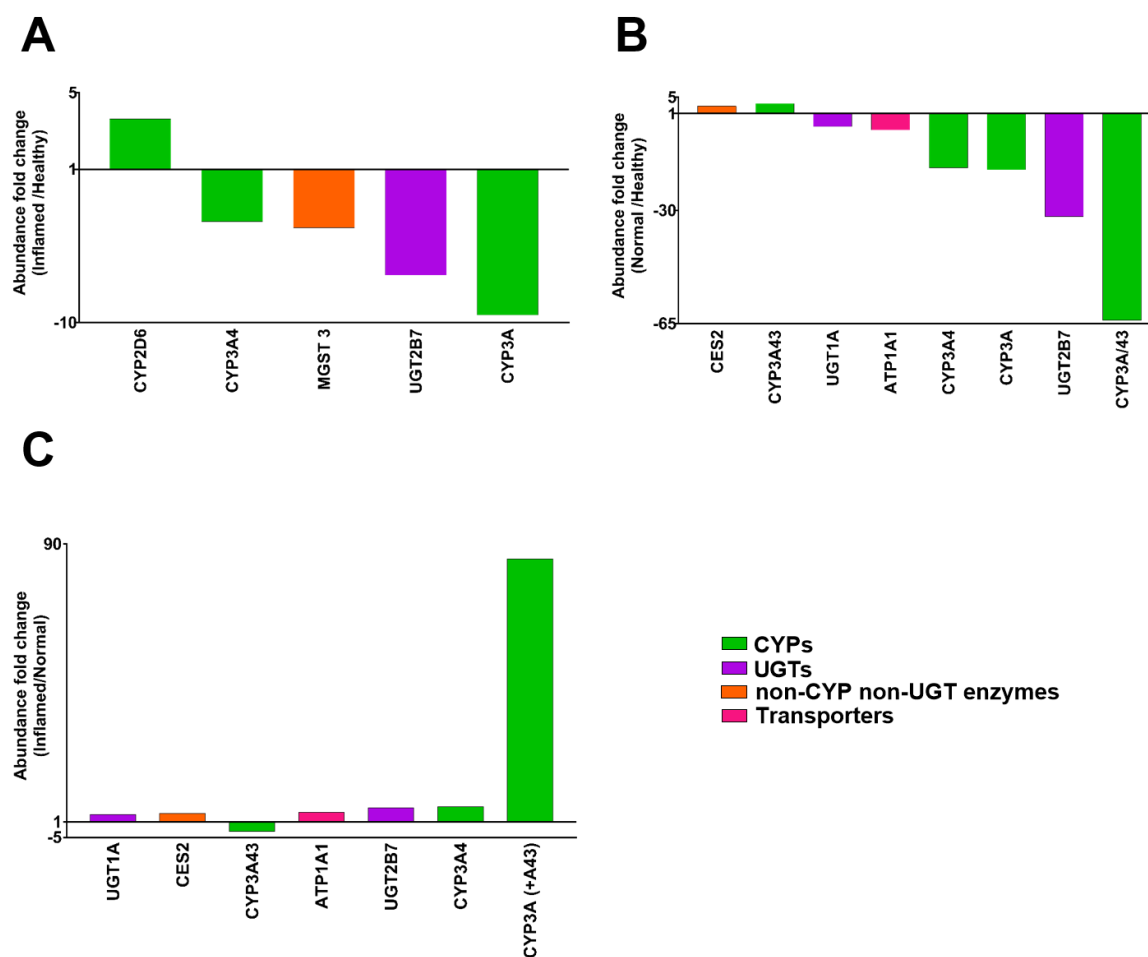 A
Abundance fold change
(Inflamed /Healthy)
5
1
-10
CYP2D6
CYP3A4
MGST 3
UGT2B7
CYP3A
B
Abundance fold change
(Normal /Healthy)
5
1
-30
-65
CES2
CYP3A43
UGT1A
ATP1A1
CYP3A4
CYP3A
UGT2B7
CYP3A/43
C
Abundance fold change
(Inflamed/Normal)
90
1
-5
UGT1A
CES2
CYP3A43
ATP1A1
UGT2B7
CYP3A4
CYP3A (+A43)
CYPs
UGTs
non-CYP non-UGT enzymes
Transporters